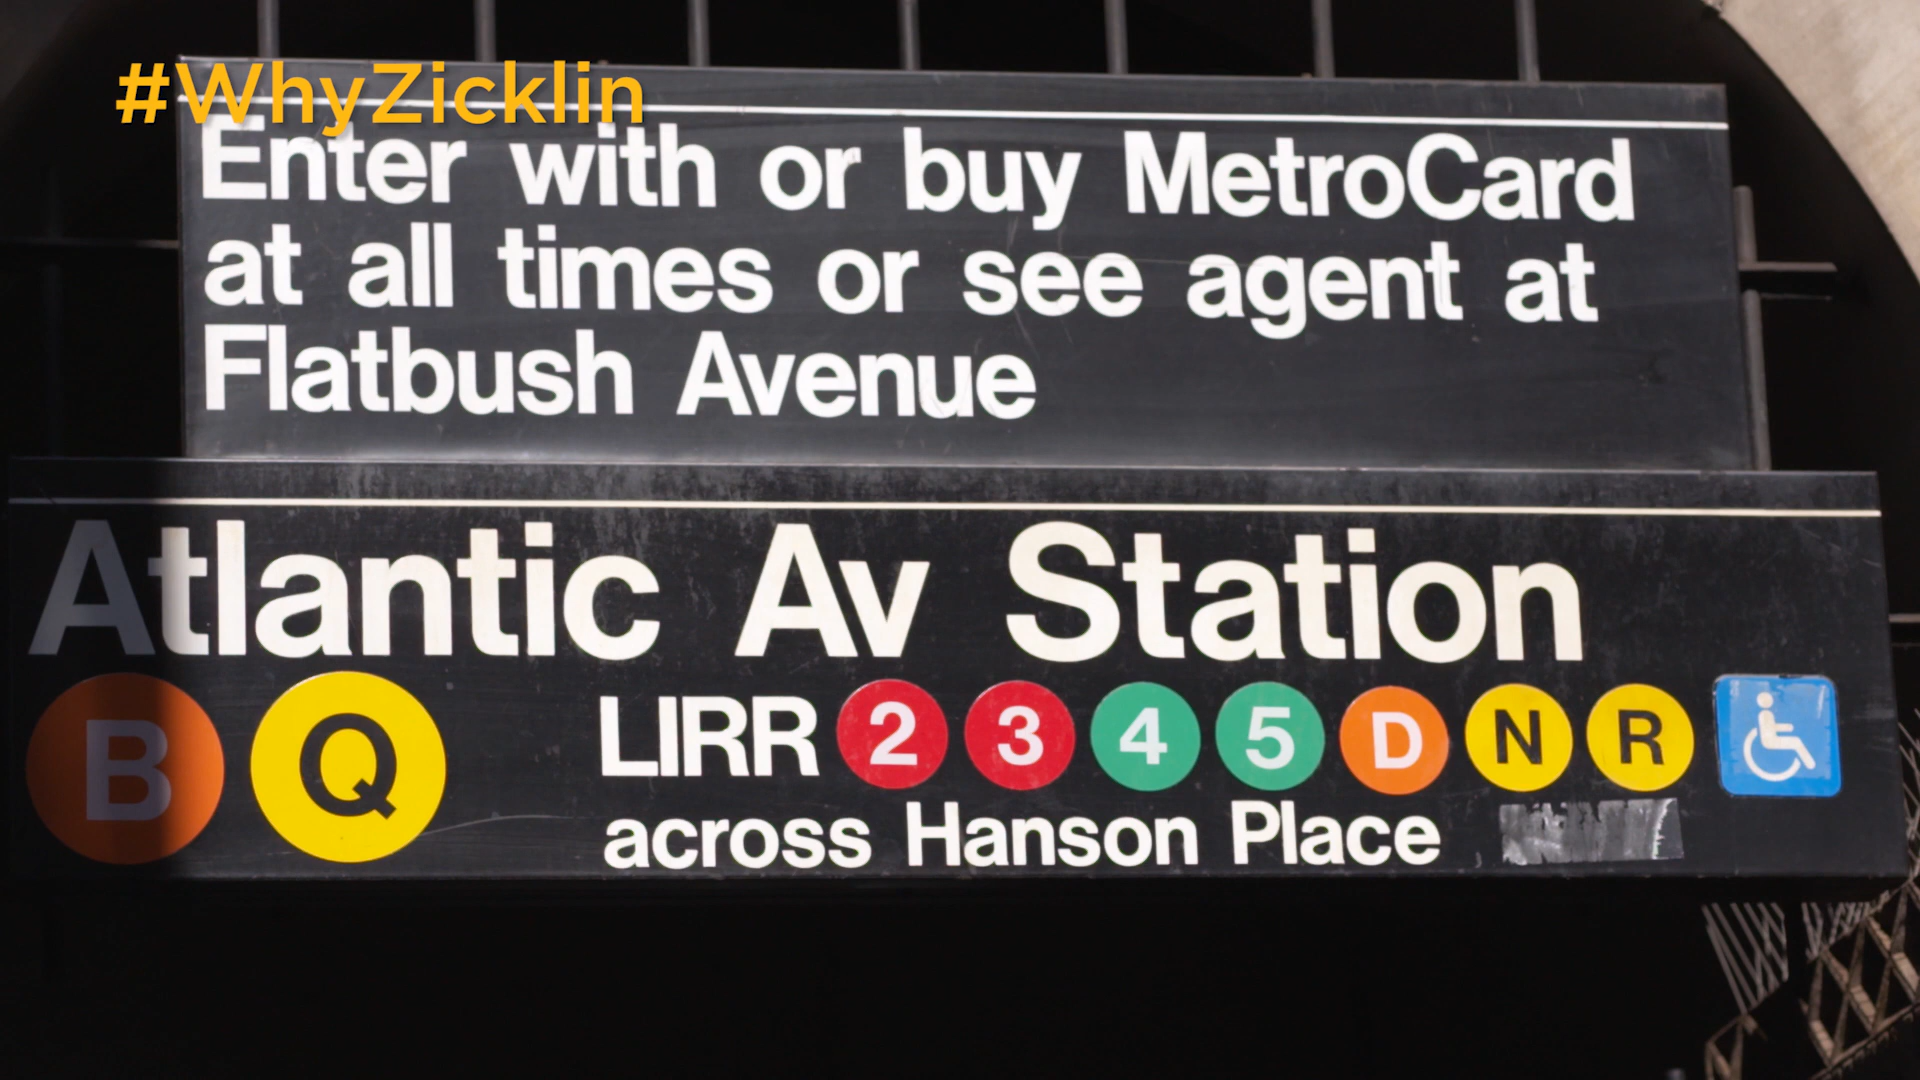 #WhyZicklin
Enter with or buy MetroCard
at all times or see agent at
Flatbush Avenue
Atlantic Av Station
B Q LIRR 2 3 4 5 D N R
across Hanson Place